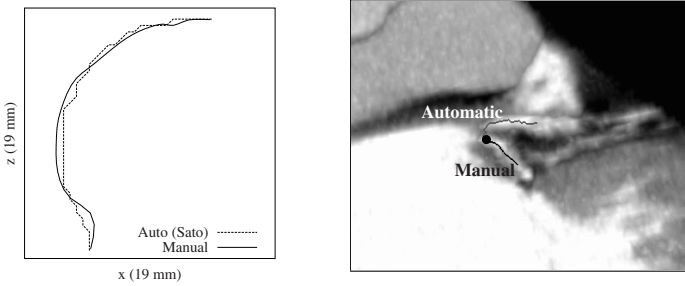 z (19 mm)
Auto (Sato)
Manual
x (19 mm)
Automatic
Manual